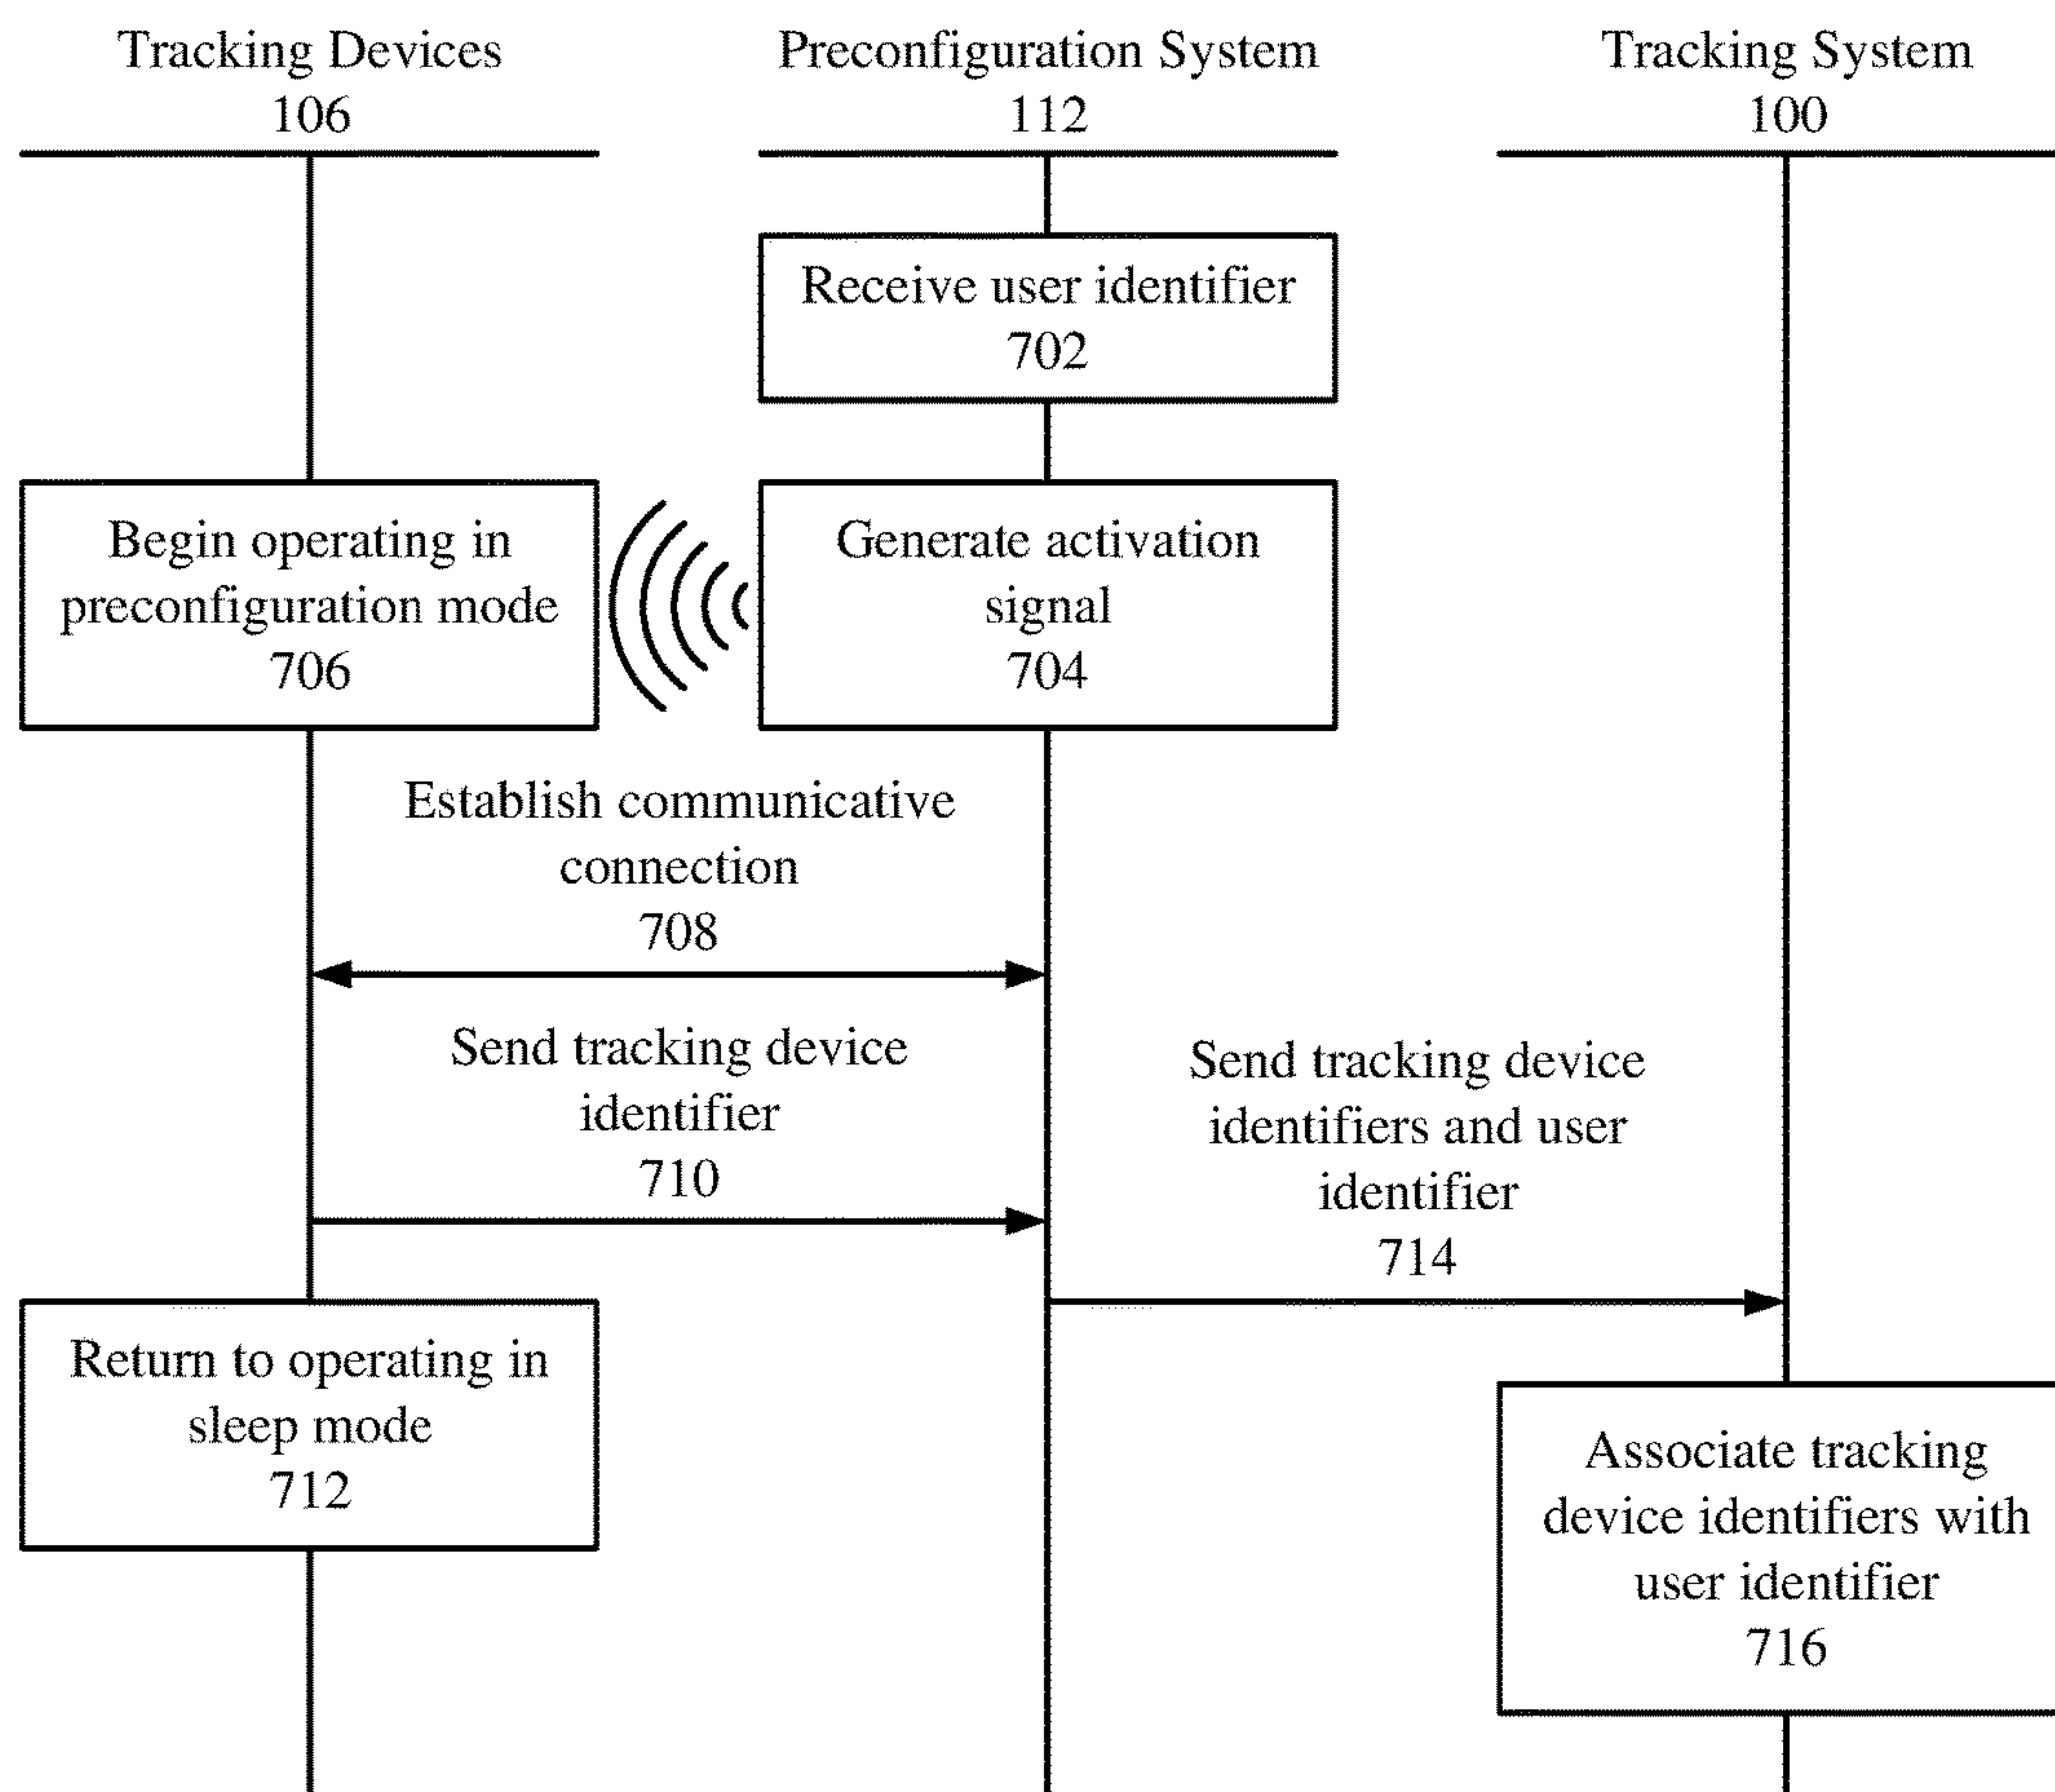 Tracking Devices
106
Preconfiguration System
112
Tracking System
100
Receive user identifier
702
Begin operating in
preconfiguration mode
706
Generate activation
signal
704
Establish communicative
connection
708
Send tracking device
identifier
710
Send tracking device
identifiers and user
identifier
714
Return to operating in
sleep mode
712
Associate tracking
device identifiers with
user identifier
716